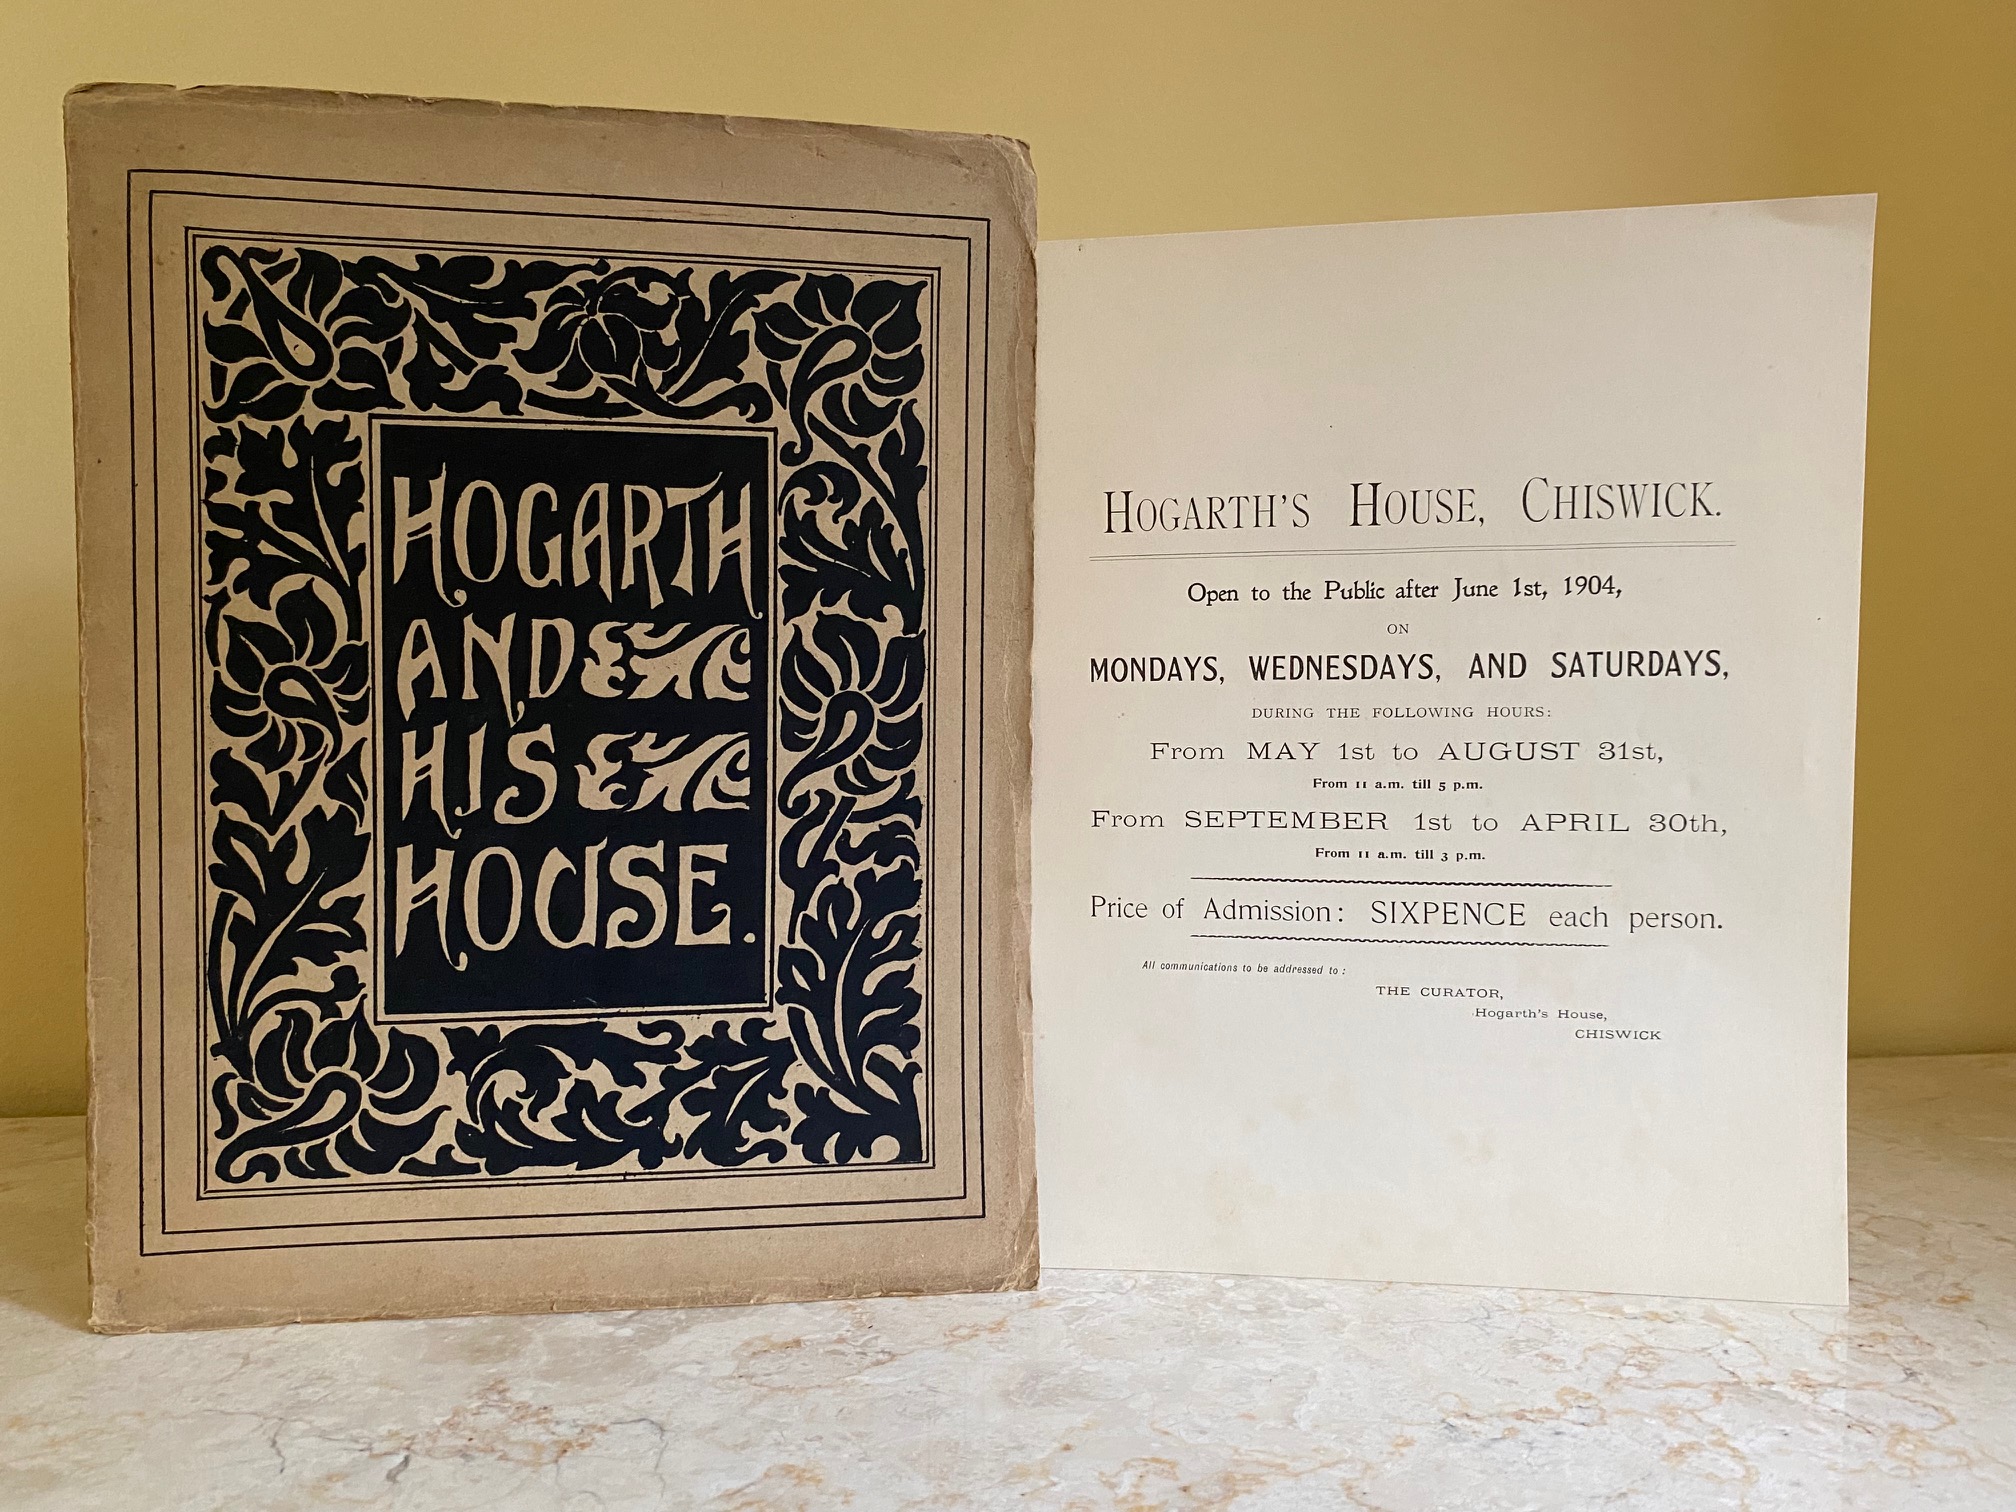 HOGARTH
AND
HIS
HOUSE.
HOGARTH'S HOUSE, CHISWICK.
Open to the Public after June 1st, 1904,
ON
MONDAYS, WEDNESDAYS, AND SATURDAYS,
DURING THE FOLLOWING HOURS:
From MAY 1st to AUGUST 31st,
From 11 a.m. till 5 p.m.
From SEPTEMBER 1st to APRIL 30th,
From 11 a.m. till 3 p.m.
Price of Admission: SIXPENCE each person.
All communications to be addressed to:
THE CURATOR,
Hogarth's House,
CHISWICK